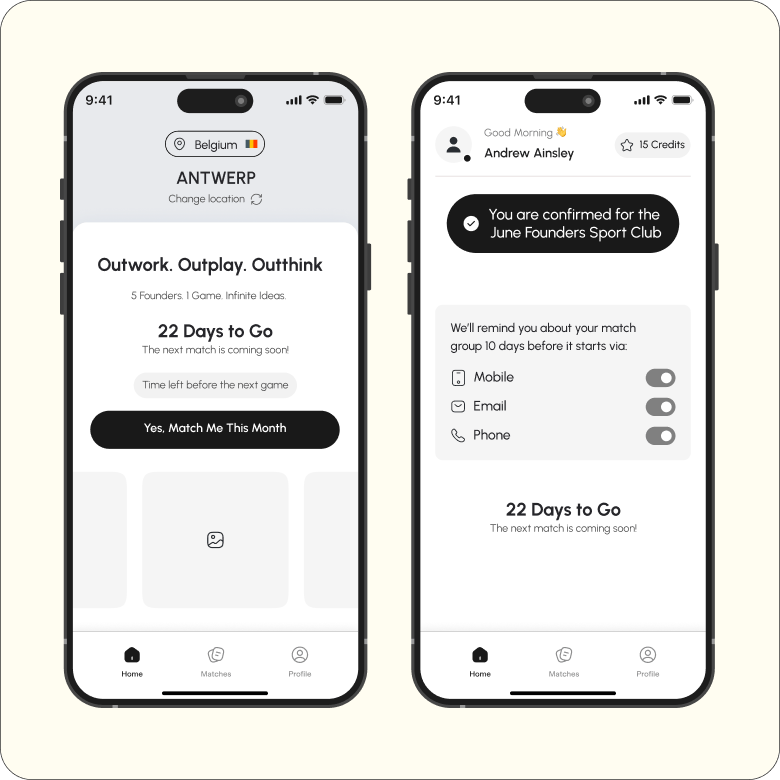 9:41
Belgium
ANTWERP
Change location
Outwork. Outplay. Outthink
5 Founders. 1 Game. Infinite Ideas.
22 Days to Go
The next match is coming soon!
Time left before the next game
Yes, Match Me This Month
Home
Matches
Profile
9:41
Good Morning 👋
Andrew Ainsley
15 Credits
You are confirmed for the
June Founders Sport Club
We'll remind you about your match
group 10 days before it starts via:
Mobile
Email
Phone
22 Days to Go
The next match is coming soon!
Home
Matches
Profile